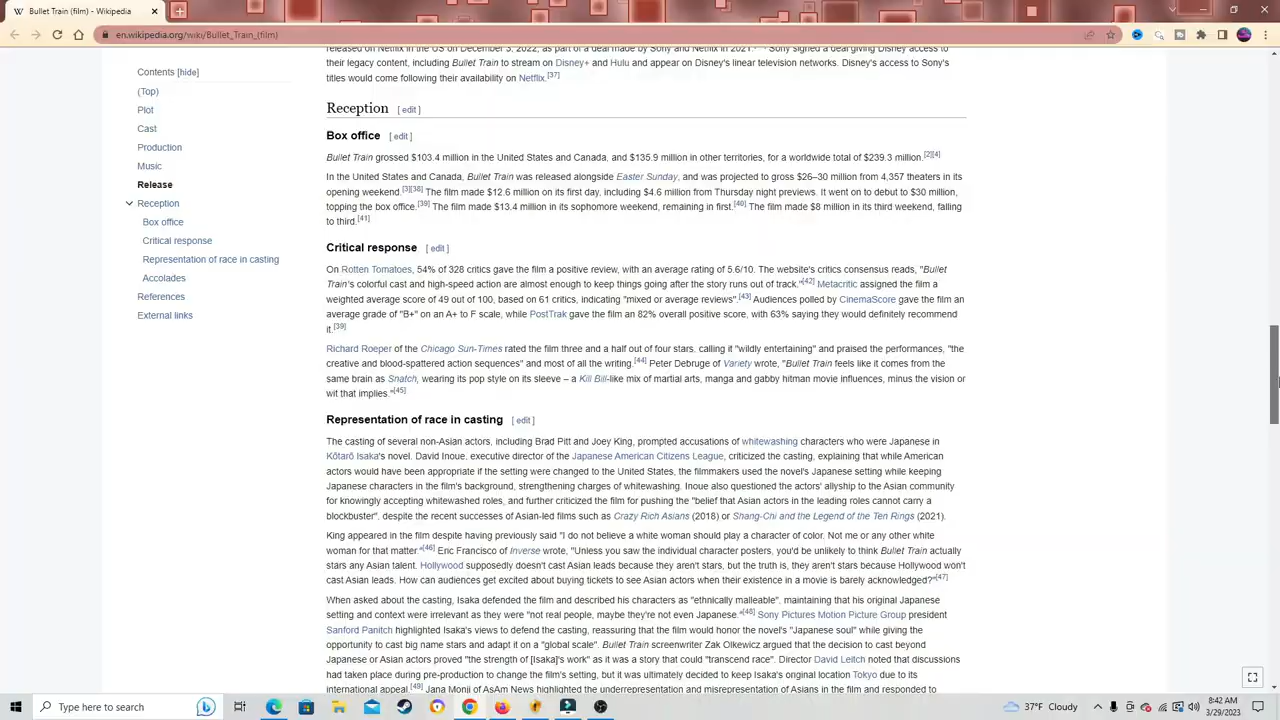 Bullet Train (film) - Wikipedia
en.wikipedia.org/wiki/Bullet_Train_(film)
Contents [hide]
(Top)
Plot
Cast
Production
Music
Release
Reception
Box office
Critical response
Representation of race in casting
Accolades
References
External links
released on Netflix in the US on December 3, 2022, as part of a deal made by Sony and Netflix in 2021. Sony signed a deal giving Disney access to
their legacy content, including Bullet Train to stream on Disney+ and Hulu and appear on Disney's linear television networks. Disney's access to Sony's
titles would come following their availability on Netflix.[37]
Reception [ edit ]
Box office [ edit ]
Bullet Train grossed $103.4 million in the United States and Canada, and $135.9 million in other territories, for a worldwide total of $239.3 million.[2][4]
In the United States and Canada, Bullet Train was released alongside Easter Sunday, and was projected to gross $26–30 million from 4,357 theaters in its
opening weekend.[3][38] The film made $12.6 million on its first day, including $4.6 million from Thursday night previews. It went on to debut to $30 million,
topping the box office.[39] The film made $13.4 million in its sophomore weekend, remaining in first.[40] The film made $8 million in its third weekend, falling
to third.[41]
Critical response [ edit ]
On Rotten Tomatoes, 54% of 328 critics gave the film a positive review, with an average rating of 5.6/10. The website's critics consensus reads, "Bullet
Train's colorful cast and high-speed action are almost enough to keep things going after the story runs out of track."[42] Metacritic assigned the film a
weighted average score of 49 out of 100, based on 61 critics, indicating "mixed or average reviews".[43] Audiences polled by CinemaScore gave the film an
average grade of "B+" on an A+ to F scale, while PostTrak gave the film an 82% overall positive score, with 63% saying they would definitely recommend
it.[39]
Richard Roeper of the Chicago Sun-Times rated the film three and a half out of four stars, calling it "wildly entertaining" and praised the performances, "the
creative and blood-spattered action sequences" and most of all the writing.[44] Peter Debruge of Variety wrote, "Bullet Train feels like it comes from the
same brain as Snatch, wearing its pop style on its sleeve – a Kill Bill-like mix of martial arts, manga and gabby hitman movie influences, minus the vision or
wit that implies."[45]
Representation of race in casting [ edit ]
The casting of several non-Asian actors, including Brad Pitt and Joey King, prompted accusations of whitewashing characters who were Japanese in
Kōtarō Isaka's novel. David Inoue, executive director of the Japanese American Citizens League, criticized the casting, explaining that while American
actors would have been appropriate if the setting were changed to the United States, the filmmakers used the novel's Japanese setting while keeping
Japanese characters in the film's background, strengthening charges of whitewashing. Inoue also questioned the actors' allyship to the Asian community
for knowingly accepting whitewashed roles, and further criticized the film for pushing the "belief that Asian actors in the leading roles cannot carry a
blockbuster", despite the recent successes of Asian-led films such as Crazy Rich Asians (2018) or Shang-Chi and the Legend of the Ten Rings (2021).
King appeared in the film despite having previously said "I do not believe a white woman should play a character of color. Not me or any other white
woman for that matter."[46] Eric Francisco of Inverse wrote, "Unless you saw the individual character posters, you'd be unlikely to think Bullet Train actually
stars any Asian talent. Hollywood supposedly doesn't cast Asian leads because they aren't stars, but the truth is, they aren't stars because Hollywood won't
cast Asian leads. How can audiences get excited about buying tickets to see Asian actors when their existence in a movie is barely acknowledged?"[47]
When asked about the casting, Isaka defended the film and described his characters as "ethnically malleable", maintaining that his original Japanese
setting and context were irrelevant as they were "not real people, maybe they're not even Japanese."[48] Sony Pictures Motion Picture Group president
Sanford Panitch highlighted Isaka's views to defend the casting, reassuring that the film would honor the novel's "Japanese soul" while giving the
opportunity to cast big name stars and adapt it on a "global scale". Bullet Train screenwriter Zak Olkewicz argued that the decision to cast beyond
Japanese or Asian actors proved "the strength of [Isaka]'s work" as it was a story that could "transcend race". Director David Leitch noted that discussions
had taken place during pre-production to change the film's setting, but it was ultimately decided to keep Isaka's original location Tokyo due to its
international appeal.[49] Jana Monji of AsAm News highlighted the underrepresentation and misrepresentation of Asians in the film and responded to
Type here to search
37°F Cloudy
8:42 AM
3/29/2023